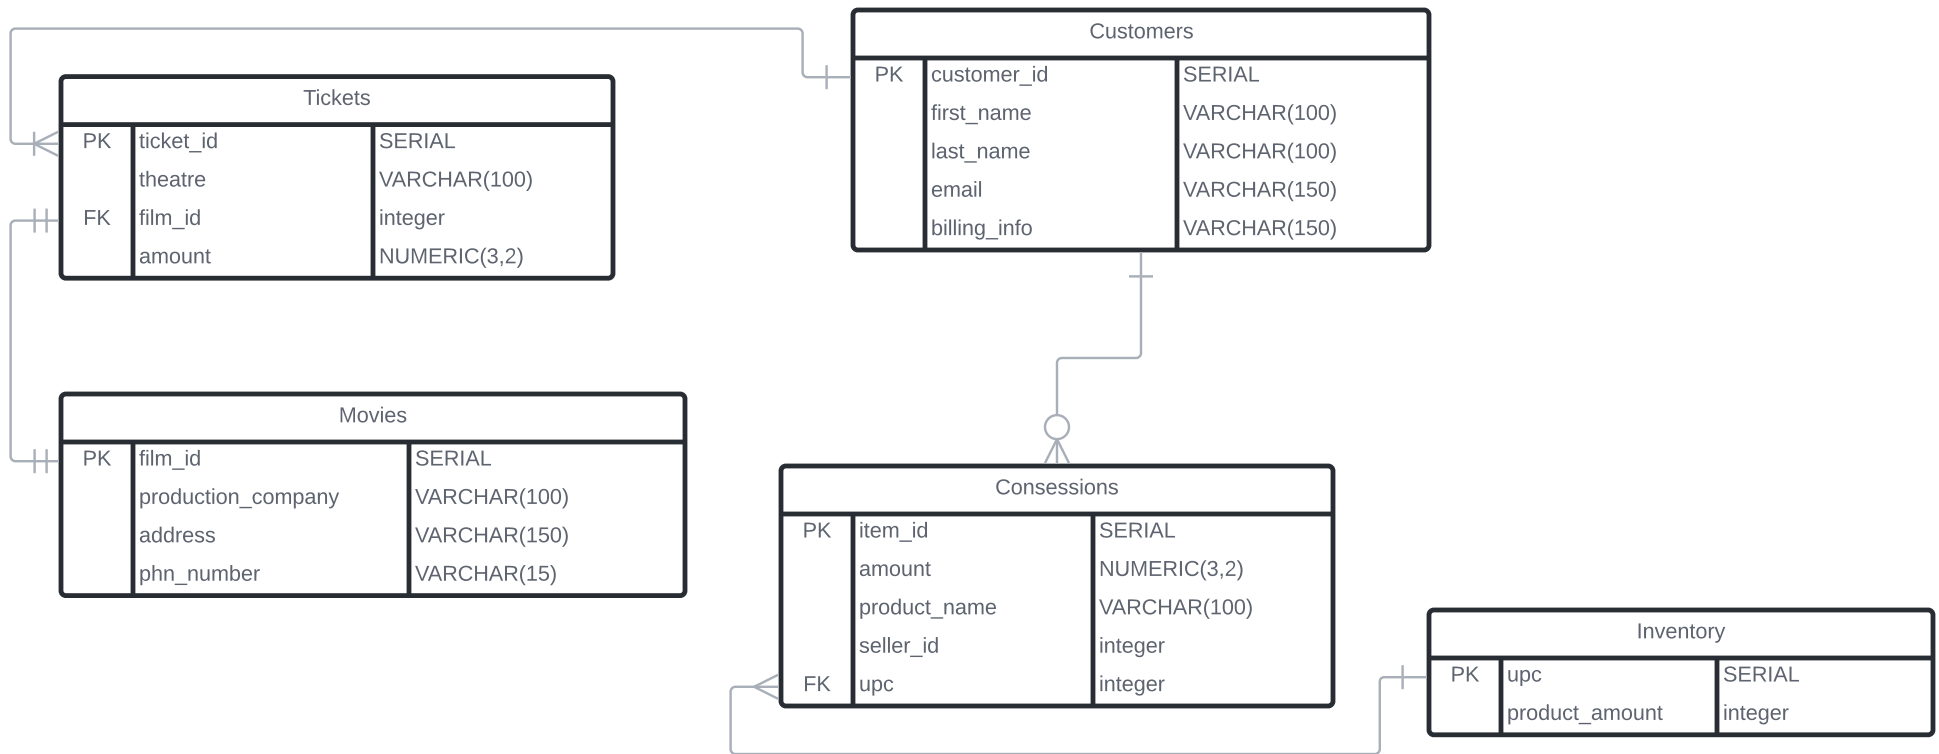 Customers
PK customer_id SERIAL
first_name VARCHAR(100)
last_name VARCHAR(100)
email VARCHAR(150)
billing_info VARCHAR(150)
Tickets
PK ticket_id SERIAL
theatre VARCHAR(100)
FK film_id integer
amount NUMERIC(3,2)
Movies
PK film_id SERIAL
production_company VARCHAR(100)
address VARCHAR(150)
phn_number VARCHAR(15)
Consessions
PK item_id SERIAL
amount NUMERIC(3,2)
product_name VARCHAR(100)
seller_id integer
FK upc integer
Inventory
PK upc SERIAL
product_amount integer